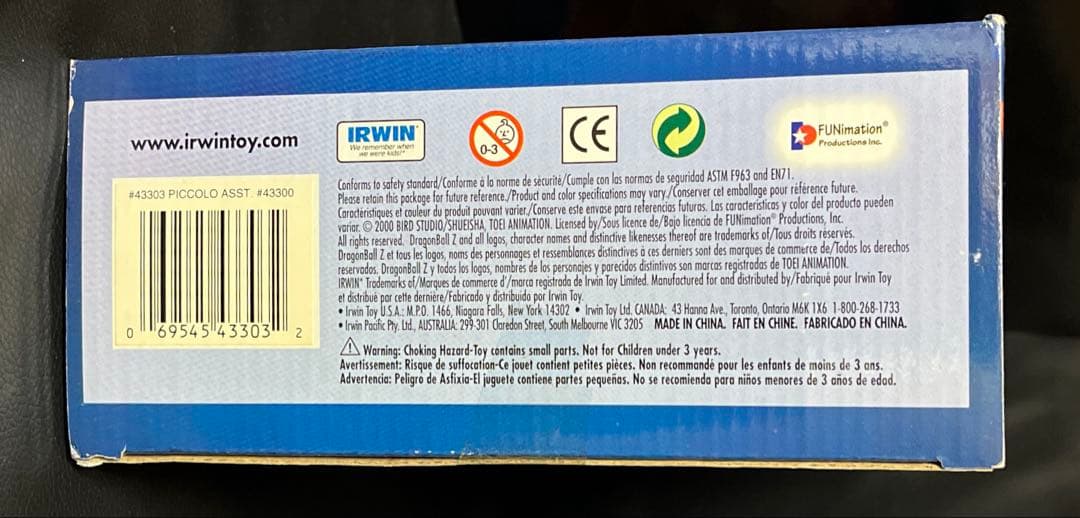 www.irwintoy.com
IRWIN®
We remember when
we were kids!™
0-3
CE
FUNimation®
Productions Inc.
#43303 PICCOLO ASST. #43300
0 69545 43303 2
Conforms to safety standard/Conforme à la norme de sécurité/Cumple con las normas de seguridad ASTM F963 and EN71.
Please retain this package for future reference./Product and color specifications may vary./Conserver cet emballage pour référence future.
Caractéristiques et couleur du produit pouvant varier./Conserve este envase para referencias futuras. Las características y color del producto pueden
variar. © 2000 BIRD STUDIO/SHUEISHA, TOEI ANIMATION. Licensed by/Sous licence de/Bajo licencia de FUNimation® Productions, Inc.
All rights reserved. DragonBall Z and all logos, character names and distinctive likenesses thereof are trademarks of/Tous droits réservés.
DragonBall Z et tous les logos, noms des personnages et ressemblances distinctives à ces derniers sont des marques de commerce de/Todos los derechos
reservados. DragonBall Z y todos los logos, nombres de los personajes y parecidos distintivos son marcas registradas de TOEI ANIMATION.
IRWIN® Trademarks of/Marques de commerce d'/marca registrada de Irwin Toy Limited. Manufactured for and distributed by/Fabriqué pour Irwin Toy
et distribué par cette dernière/Fabricado y distribuido por Irwin Toy.
• Irwin Toy U.S.A.: M.P.O. 1466, Niagara Falls, New York 14302 • Irwin Toy Ltd. CANADA: 43 Hanna Ave., Toronto, Ontario M6K 1X6 1-800-268-1733
• Irwin Pacific Pty. Ltd., AUSTRALIA: 299-301 Claredon Street, South Melbourne VIC 3205 MADE IN CHINA. FAIT EN CHINE. FABRICADO EN CHINA.
Warning: Choking Hazard-Toy contains small parts. Not for Children under 3 years.
Avertissement: Risque de suffocation-Ce jouet contient petites pièces. Non recommandé pour les enfants de moins de 3 ans.
Advertencia: Peligro de Asfixia-El juguete contiene partes pequeñas. No se recomienda para niños menores de 3 años de edad.